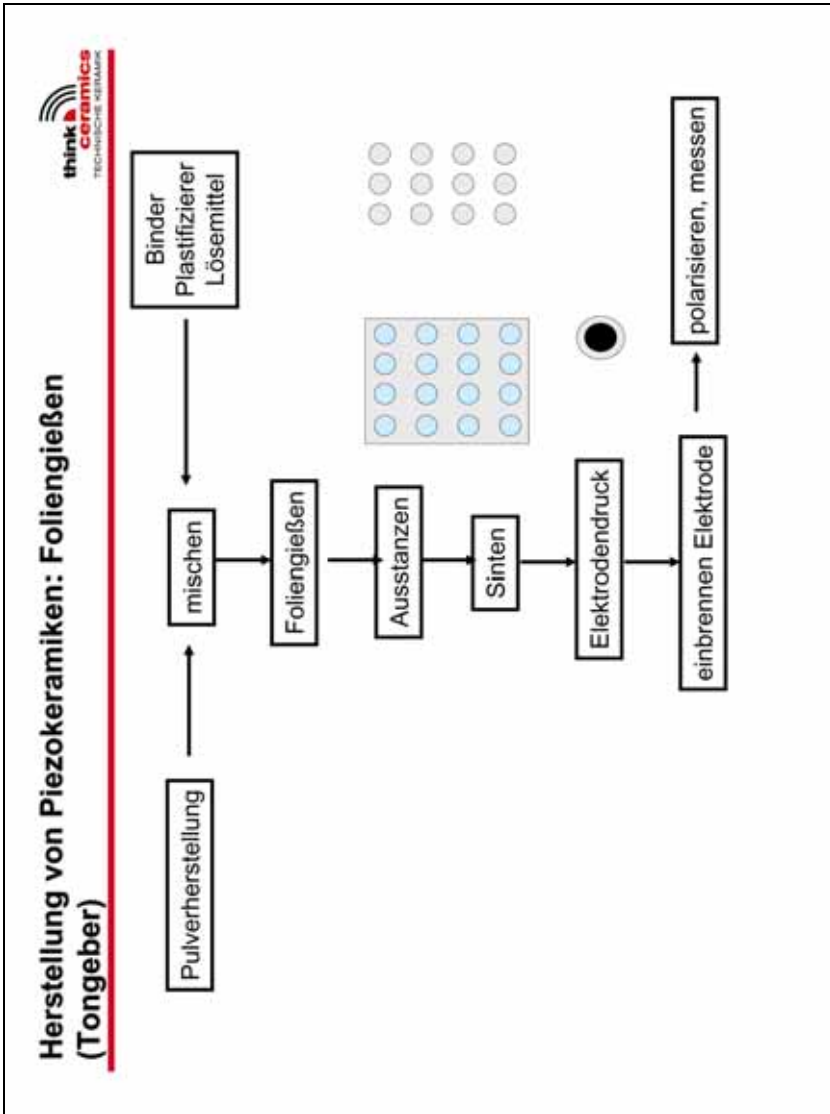 Herstellung von Piezokeramiken: Foliengießen
(Tongeber)
think
ceramics
TECHNISCHE KERAMIK
Pulverherstellung
mischen
Binder
Plastifizierer
Lösemittel
Foliengießen
Ausstanzen
Sinten
Elektrodendruck
einbrennen Elektrode
polarisieren, messen